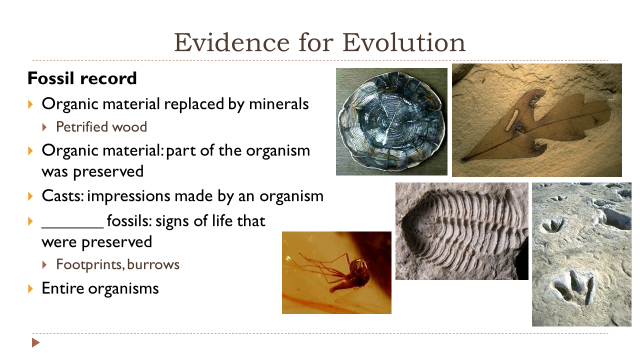 Evidence for Evolution
Fossil record
Organic material replaced by minerals
Petrified wood
Organic material: part of the organism
was preserved
Casts: impressions made by an organism
_______ fossils: signs of life that
were preserved
Footprints, burrows
Entire organisms